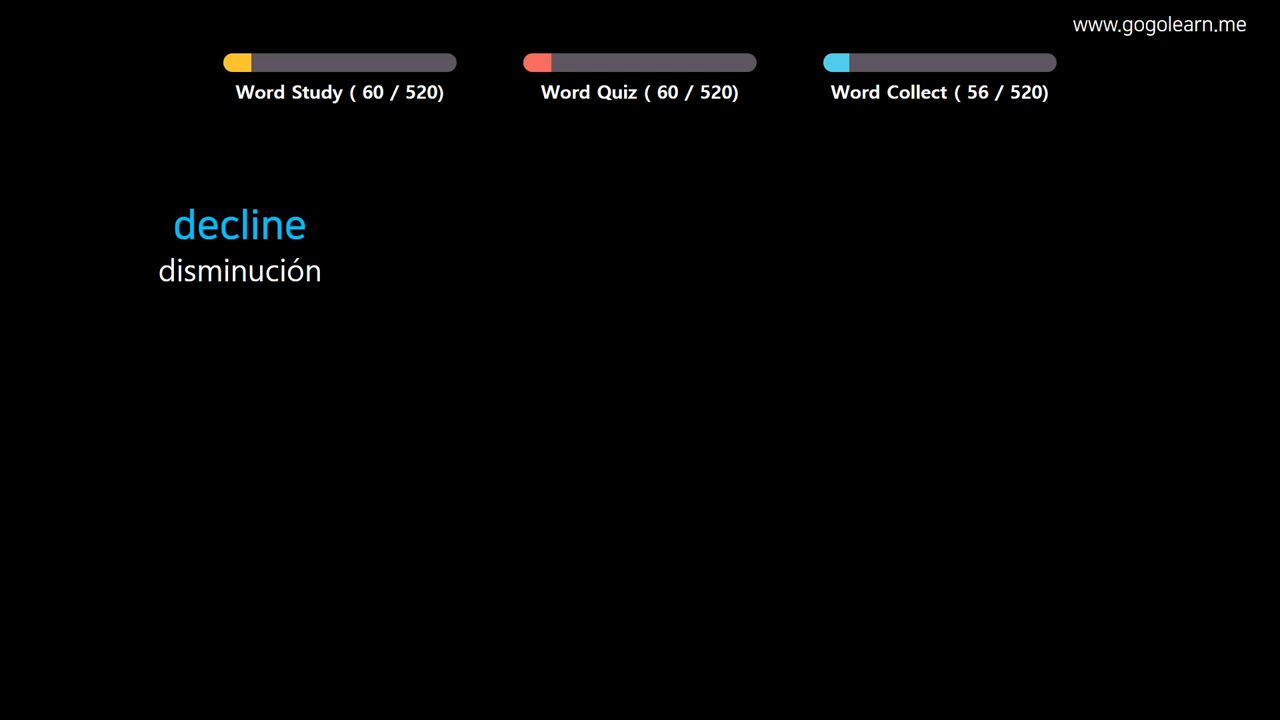 www.gogolearn.me
Word Study ( 60 / 520)
Word Quiz ( 60 / 520)
Word Collect ( 56 / 520)
decline
disminución